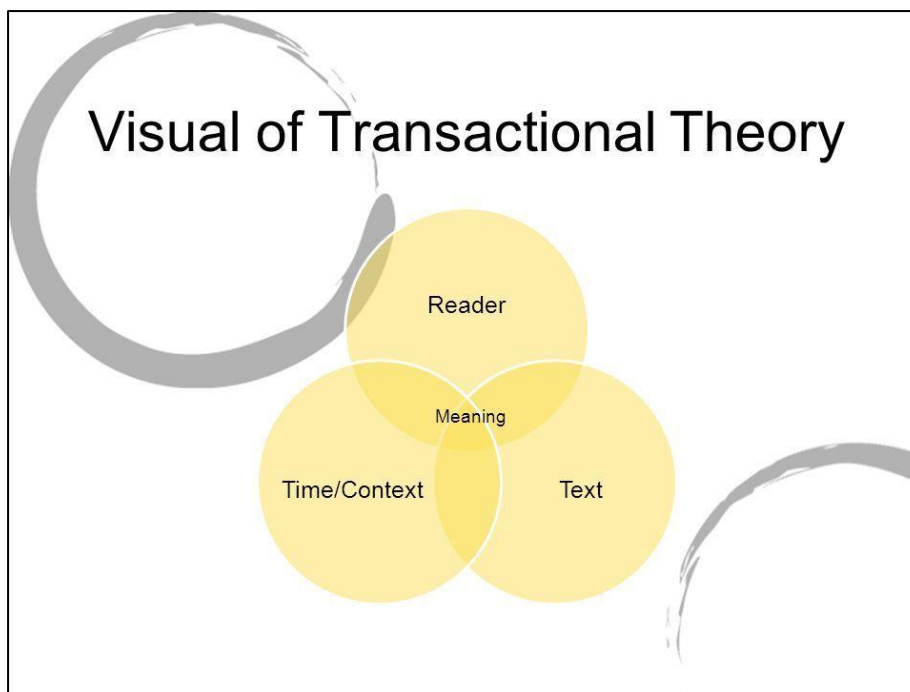 Visual of Transactional Theory
Reader
Meaning
Time/Context
Text